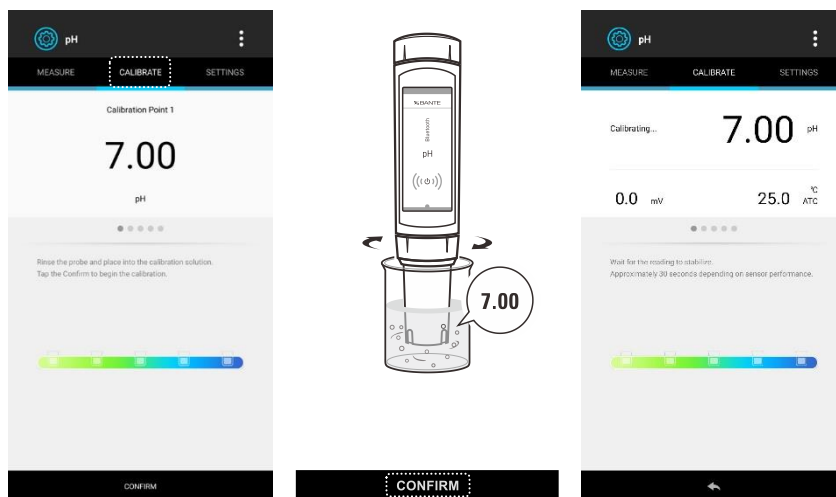 pH
MEASURE CALIBRATE SETTINGS
Calibration Point 1
7.00
pH
Rinse the probe and place into the calibration solution.
Tap the Confirm to begin the calibration.
CONFIRM
BANTE
Bluetooth
pH
7.00
CONFIRM
pH
MEASURE CALIBRATE SETTINGS
Calibrating... 7.00 pH
0.0 mV 25.0 °C ATC
Wait for the reading to stabilize.
Approximately 30 seconds depending on sensor performance.